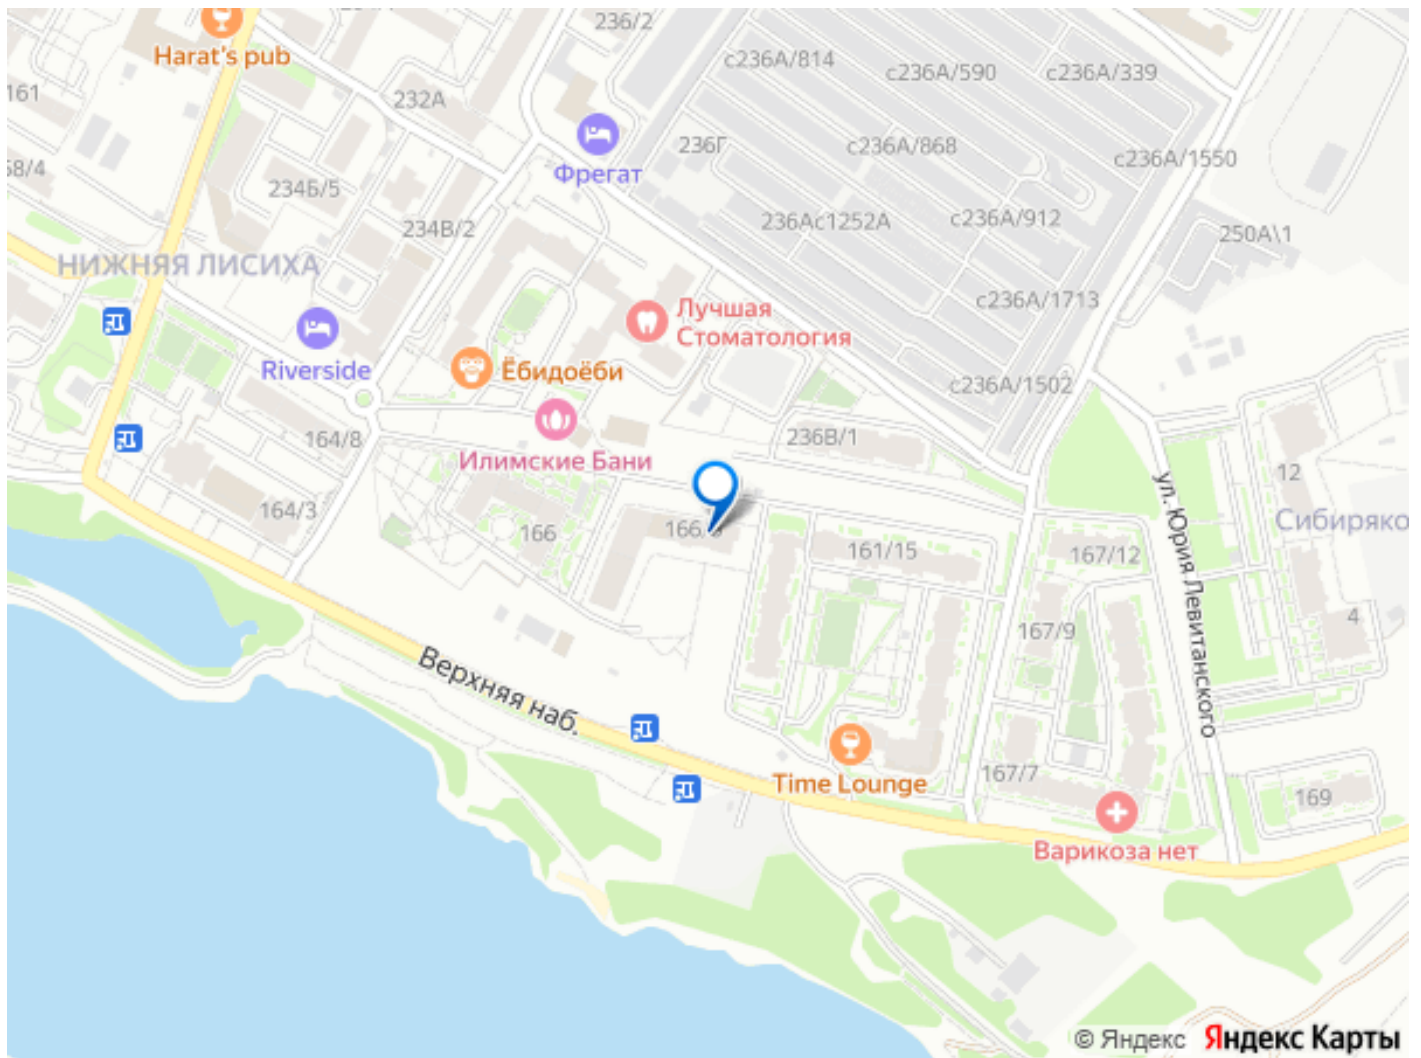 236/2
Harat's pub
с236А/814
с236А/590
с236А/339
161
232А
236Г
с236А/868
с236А/1550
58/4
Фрегат
234Б/5
234В/2
236Ас1252А
с236А/912
250А\1
НИЖНЯЯ ЛИСИХА
с236А/1713
Лучшая
Стоматология
Riverside
Ёбидоёби
с236А/1502
164/8
236В/1
Илимские Бани
12
164/3
166
161/15
167/12
Сибиряко
ул. Юрия Левитанского
167/9
4
Верхняя наб.
Time Lounge
167/7
169
Варикоза нет
© Яндекс Яндекс Карты